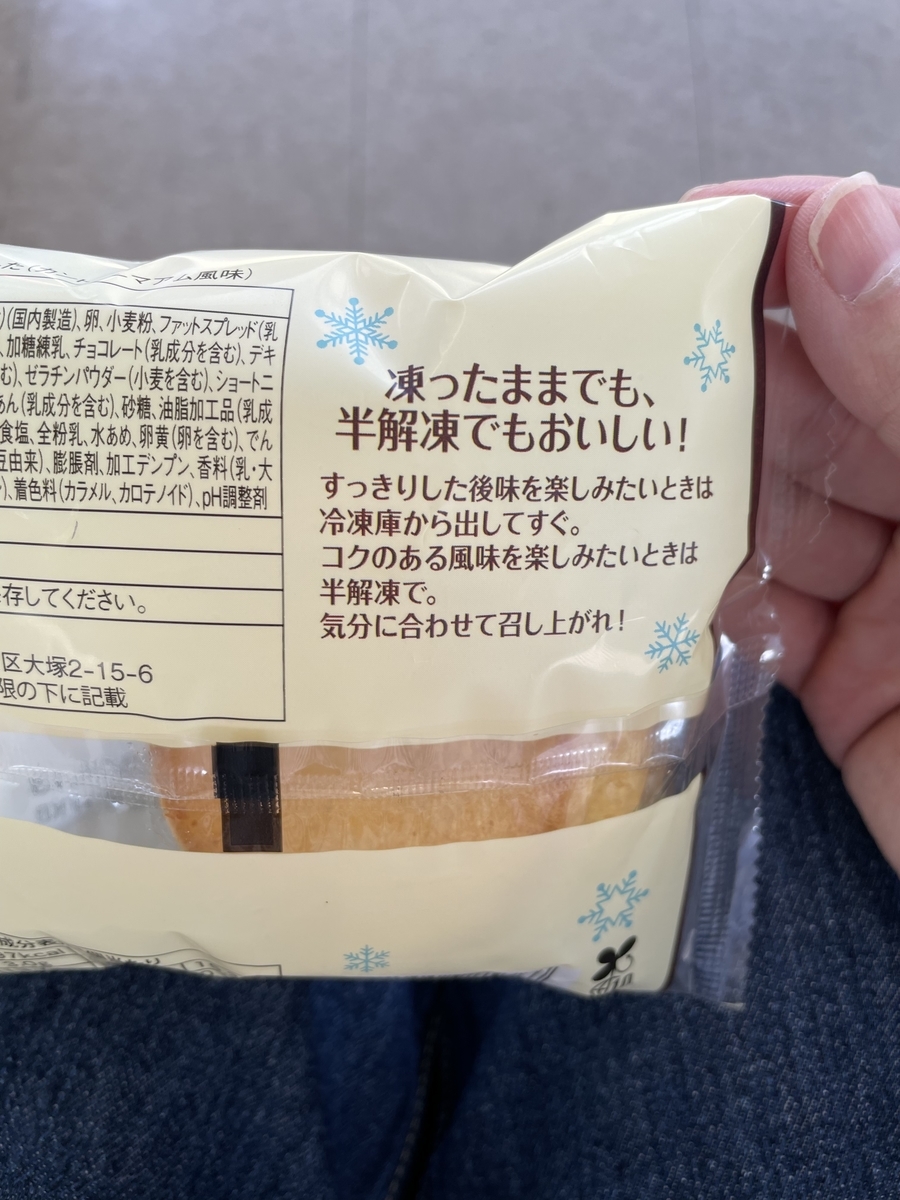 マアム風味)
(国内製造)、卵、小麦粉、ファットスプレッド(乳
、加糖練乳、チョコレート(乳成分を含む)、デキ
む)、ゼラチンパウダー(小麦を含む)、ショートニ
あん(乳成分を含む)、砂糖、油脂加工品(乳成
食塩、全粉乳、水あめ、卵黄(卵を含む)、でん
豆由来)、膨脹剤、加工デンプン、香料(乳・大
)、着色料(カラメル、カロテノイド)、pH調整剤
存してください。
区大塚2-15-6
限の下に記載
凍ったままでも、
半解凍でもおいしい!
すっきりした後味を楽しみたいときは
冷凍庫から出してすぐ。
コクのある風味を楽しみたいときは
半解凍で。
気分に合わせて召し上がれ!
成分表
7kcal